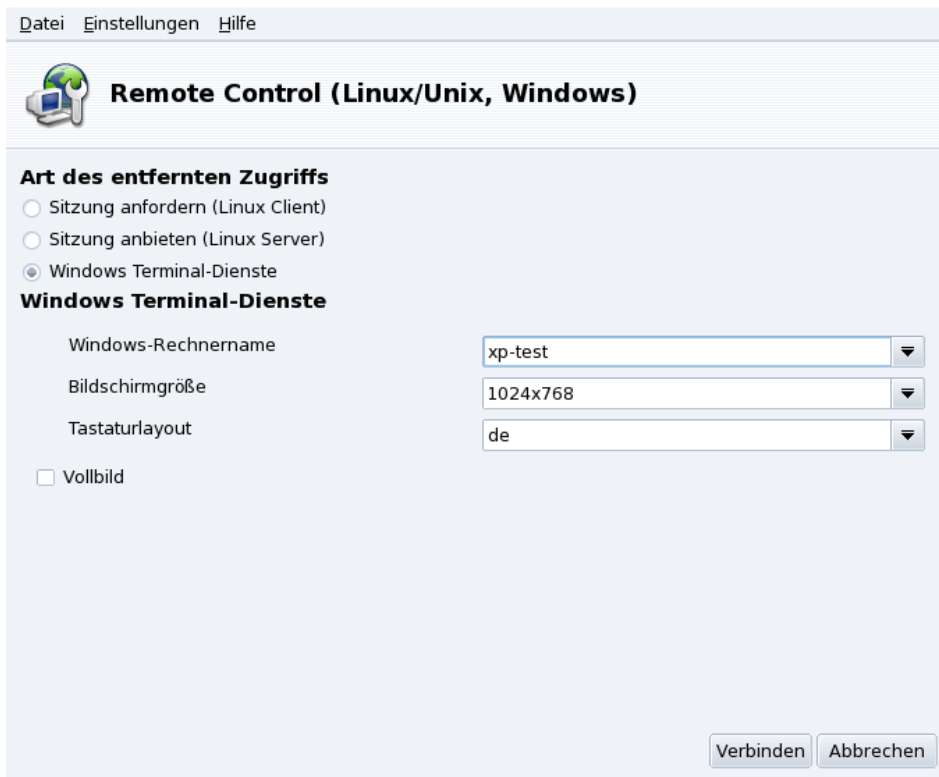 Datei Einstellungen Hilfe
Remote Control (Linux/Unix, Windows)
Art des entfernten Zugriffs
Sitzung anfordern (Linux Client)
Sitzung anbieten (Linux Server)
Windows Terminal-Dienste
Windows Terminal-Dienste
Windows-Rechnername xp-test
Bildschirmgröße 1024x768
Tastaturlayout de
Vollbild
Verbinden Abbrechen